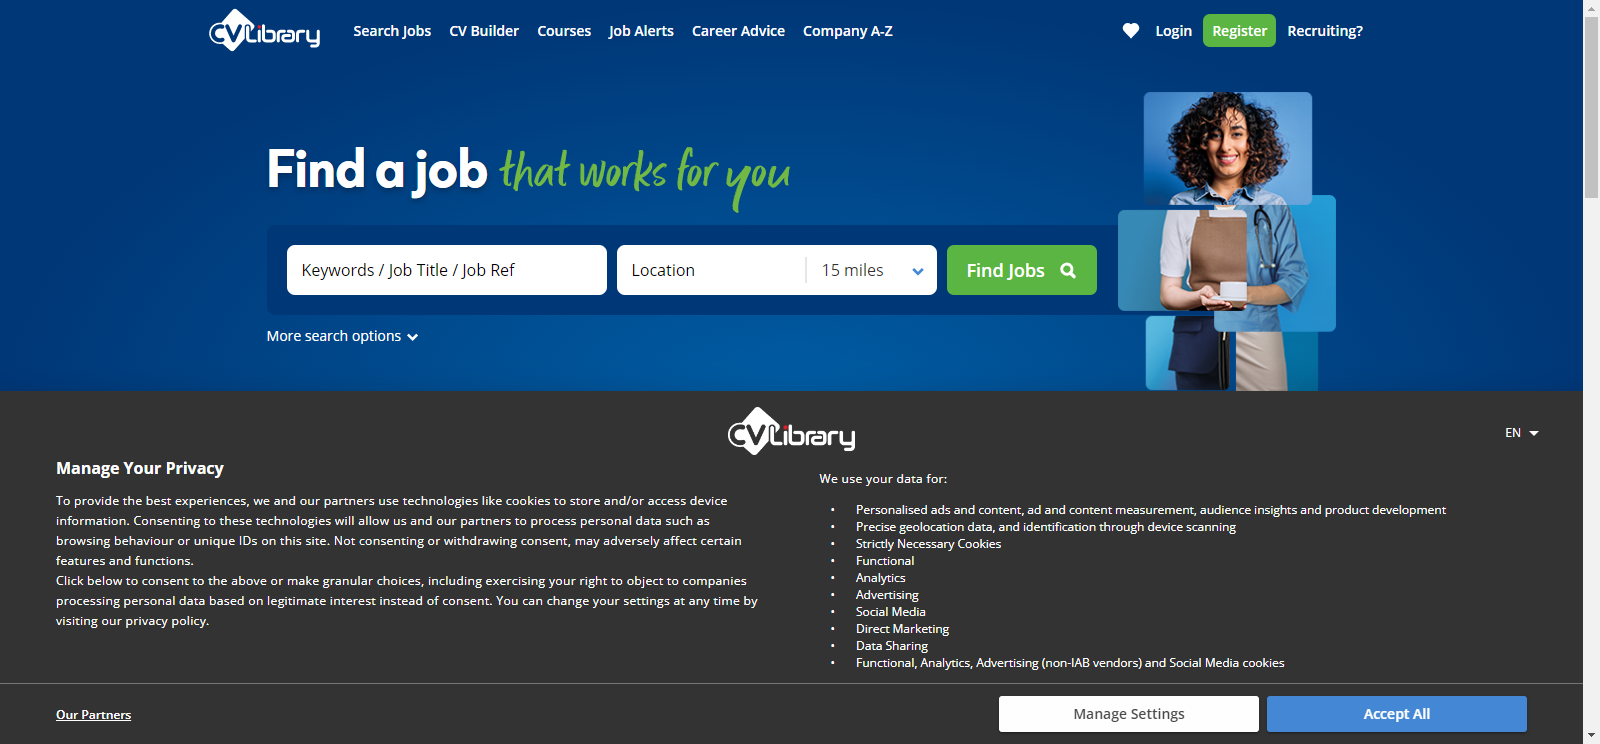 CVLibrary
Search Jobs
CV Builder
Courses
Job Alerts
Career Advice
Company A-Z
Login
Register
Recruiting?
Find a job that works for you
Keywords / Job Title / Job Ref
Location
15 miles
Find Jobs
More search options
CVLibrary
EN
Manage Your Privacy
To provide the best experiences, we and our partners use technologies like cookies to store and/or access device
information. Consenting to these technologies will allow us and our partners to process personal data such as
browsing behaviour or unique IDs on this site. Not consenting or withdrawing consent, may adversely affect certain
features and functions.
Click below to consent to the above or make granular choices, including exercising your right to object to companies
processing personal data based on legitimate interest instead of consent. You can change your settings at any time by
visiting our privacy policy.
We use your data for:
• Personalised ads and content, ad and content measurement, audience insights and product development
• Precise geolocation data, and identification through device scanning
• Strictly Necessary Cookies
• Functional
• Analytics
• Advertising
• Social Media
• Direct Marketing
• Data Sharing
• Functional, Analytics, Advertising (non-IAB vendors) and Social Media cookies
Our Partners
Manage Settings
Accept All